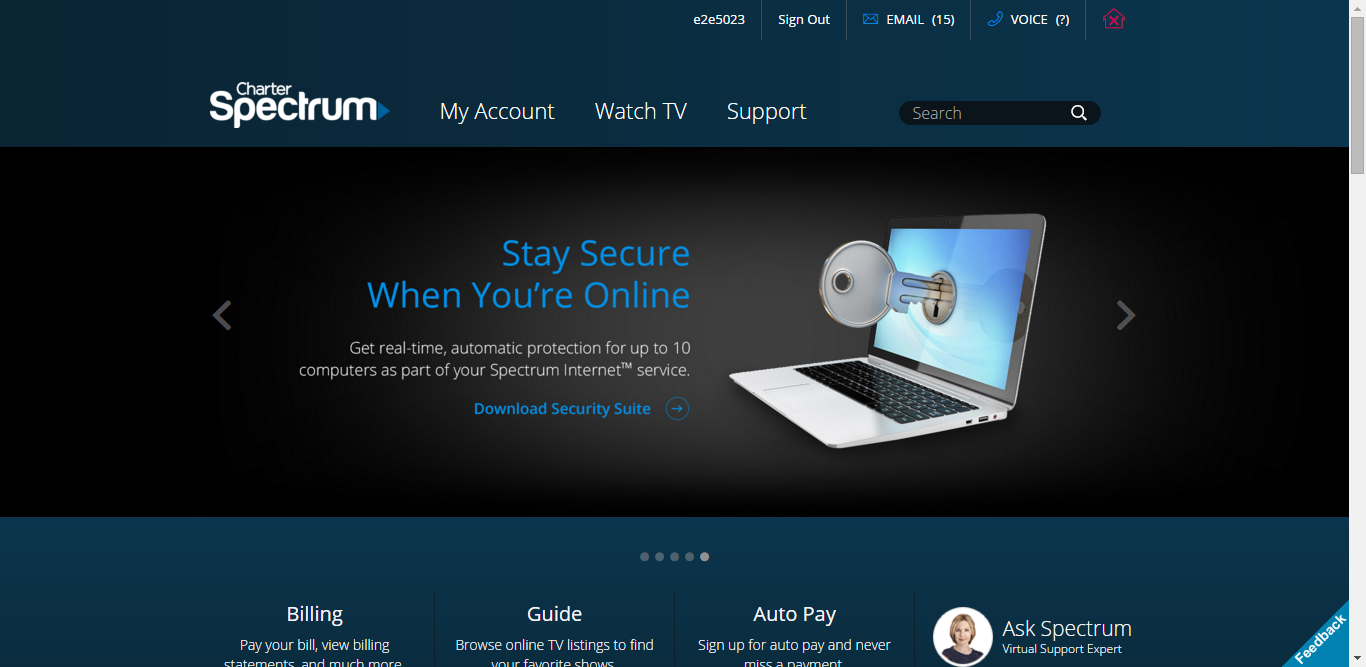 e2e5023
Sign Out
EMAIL (15)
VOICE (?)
Charter
Spectrum
My Account
Watch TV
Support
Search
Stay Secure
When You're Online
Get real-time, automatic protection for up to 10
computers as part of your Spectrum Internet™ service.
Download Security Suite
Billing
Pay your bill, view billing
statements, and much more
Guide
Browse online TV listings to find
your favorite shows
Auto Pay
Sign up for auto pay and never
miss a payment
Ask Spectrum
Virtual Support Expert
Feedback